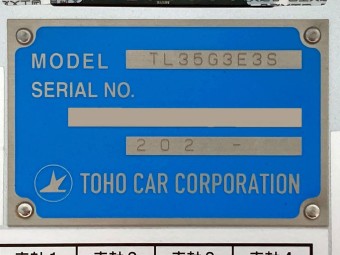 MODEL TL35G3E3S
SERIAL NO.
202 -
TOHO CAR CORPORATION